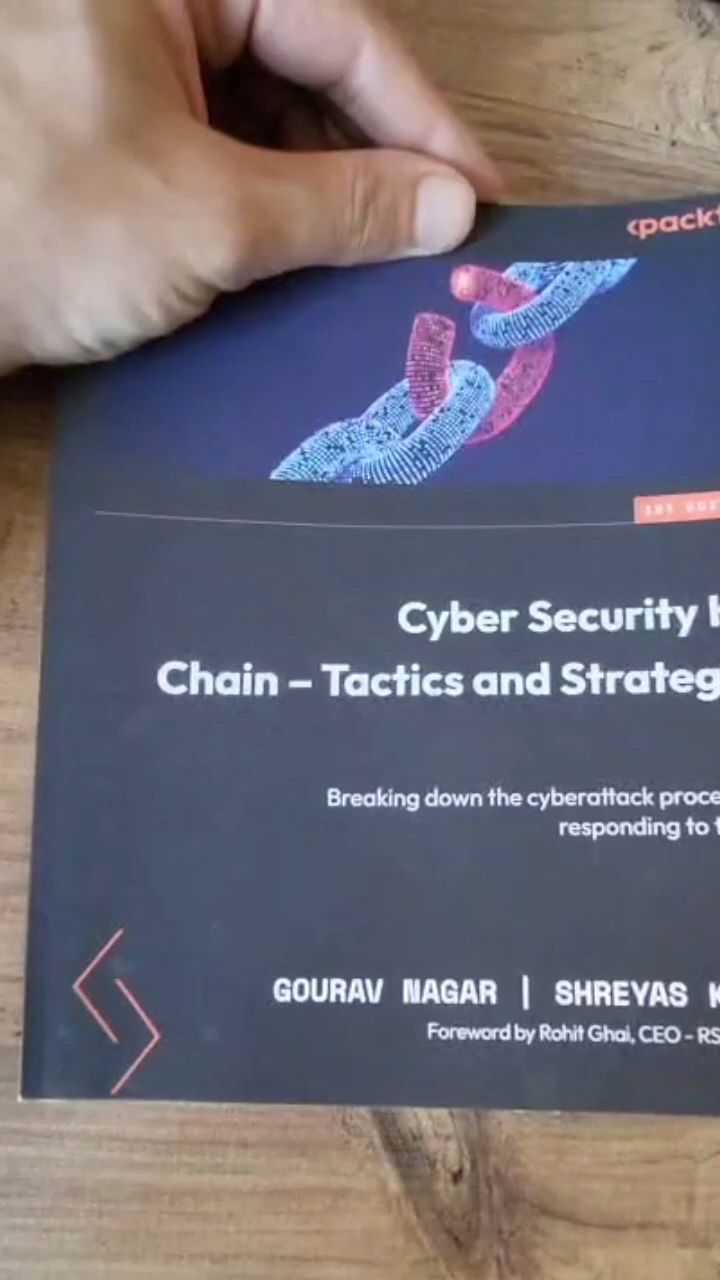 <packt
Cyber Security
Chain – Tactics and Strateg
Breaking down the cyberattack proce
responding to t
GOURAV NAGAR | SHREYAS K
Foreword by Rohit Ghai, CEO - RS